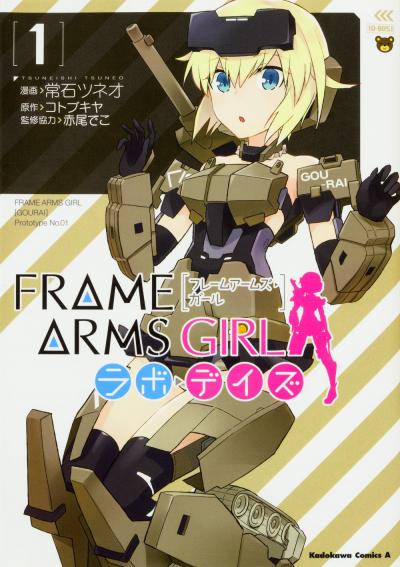 [1]
TSUNEISHI TSUNEO
漫画>常石ツネオ
原作>コトブキヤ
監修協力>赤尾でこ
FRAME ARMS GIRL
[GOURAI]
Prototype No.01
GOU
-RAI
FRAME
[フレームアームズ・
ガール]
ARMS GIRL
ラボ デイズ
Kadokawa Comics A